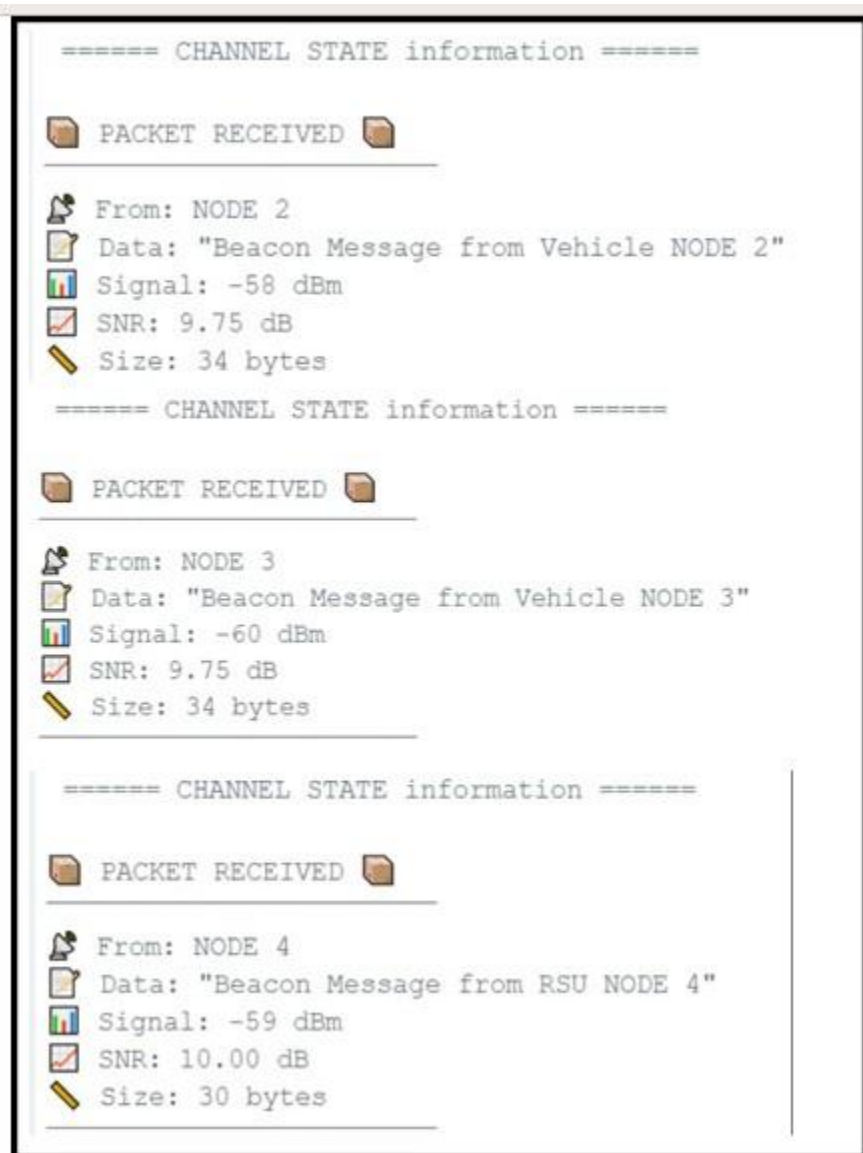 ====== CHANNEL STATE information ======
PACKET RECEIVED
From: NODE 2
Data: "Beacon Message from Vehicle NODE 2"
Signal: -58 dBm
SNR: 9.75 dB
Size: 34 bytes
====== CHANNEL STATE information ======
PACKET RECEIVED
From: NODE 3
Data: "Beacon Message from Vehicle NODE 3"
Signal: -60 dBm
SNR: 9.75 dB
Size: 34 bytes
====== CHANNEL STATE information ======
PACKET RECEIVED
From: NODE 4
Data: "Beacon Message from RSU NODE 4"
Signal: -59 dBm
SNR: 10.00 dB
Size: 30 bytes